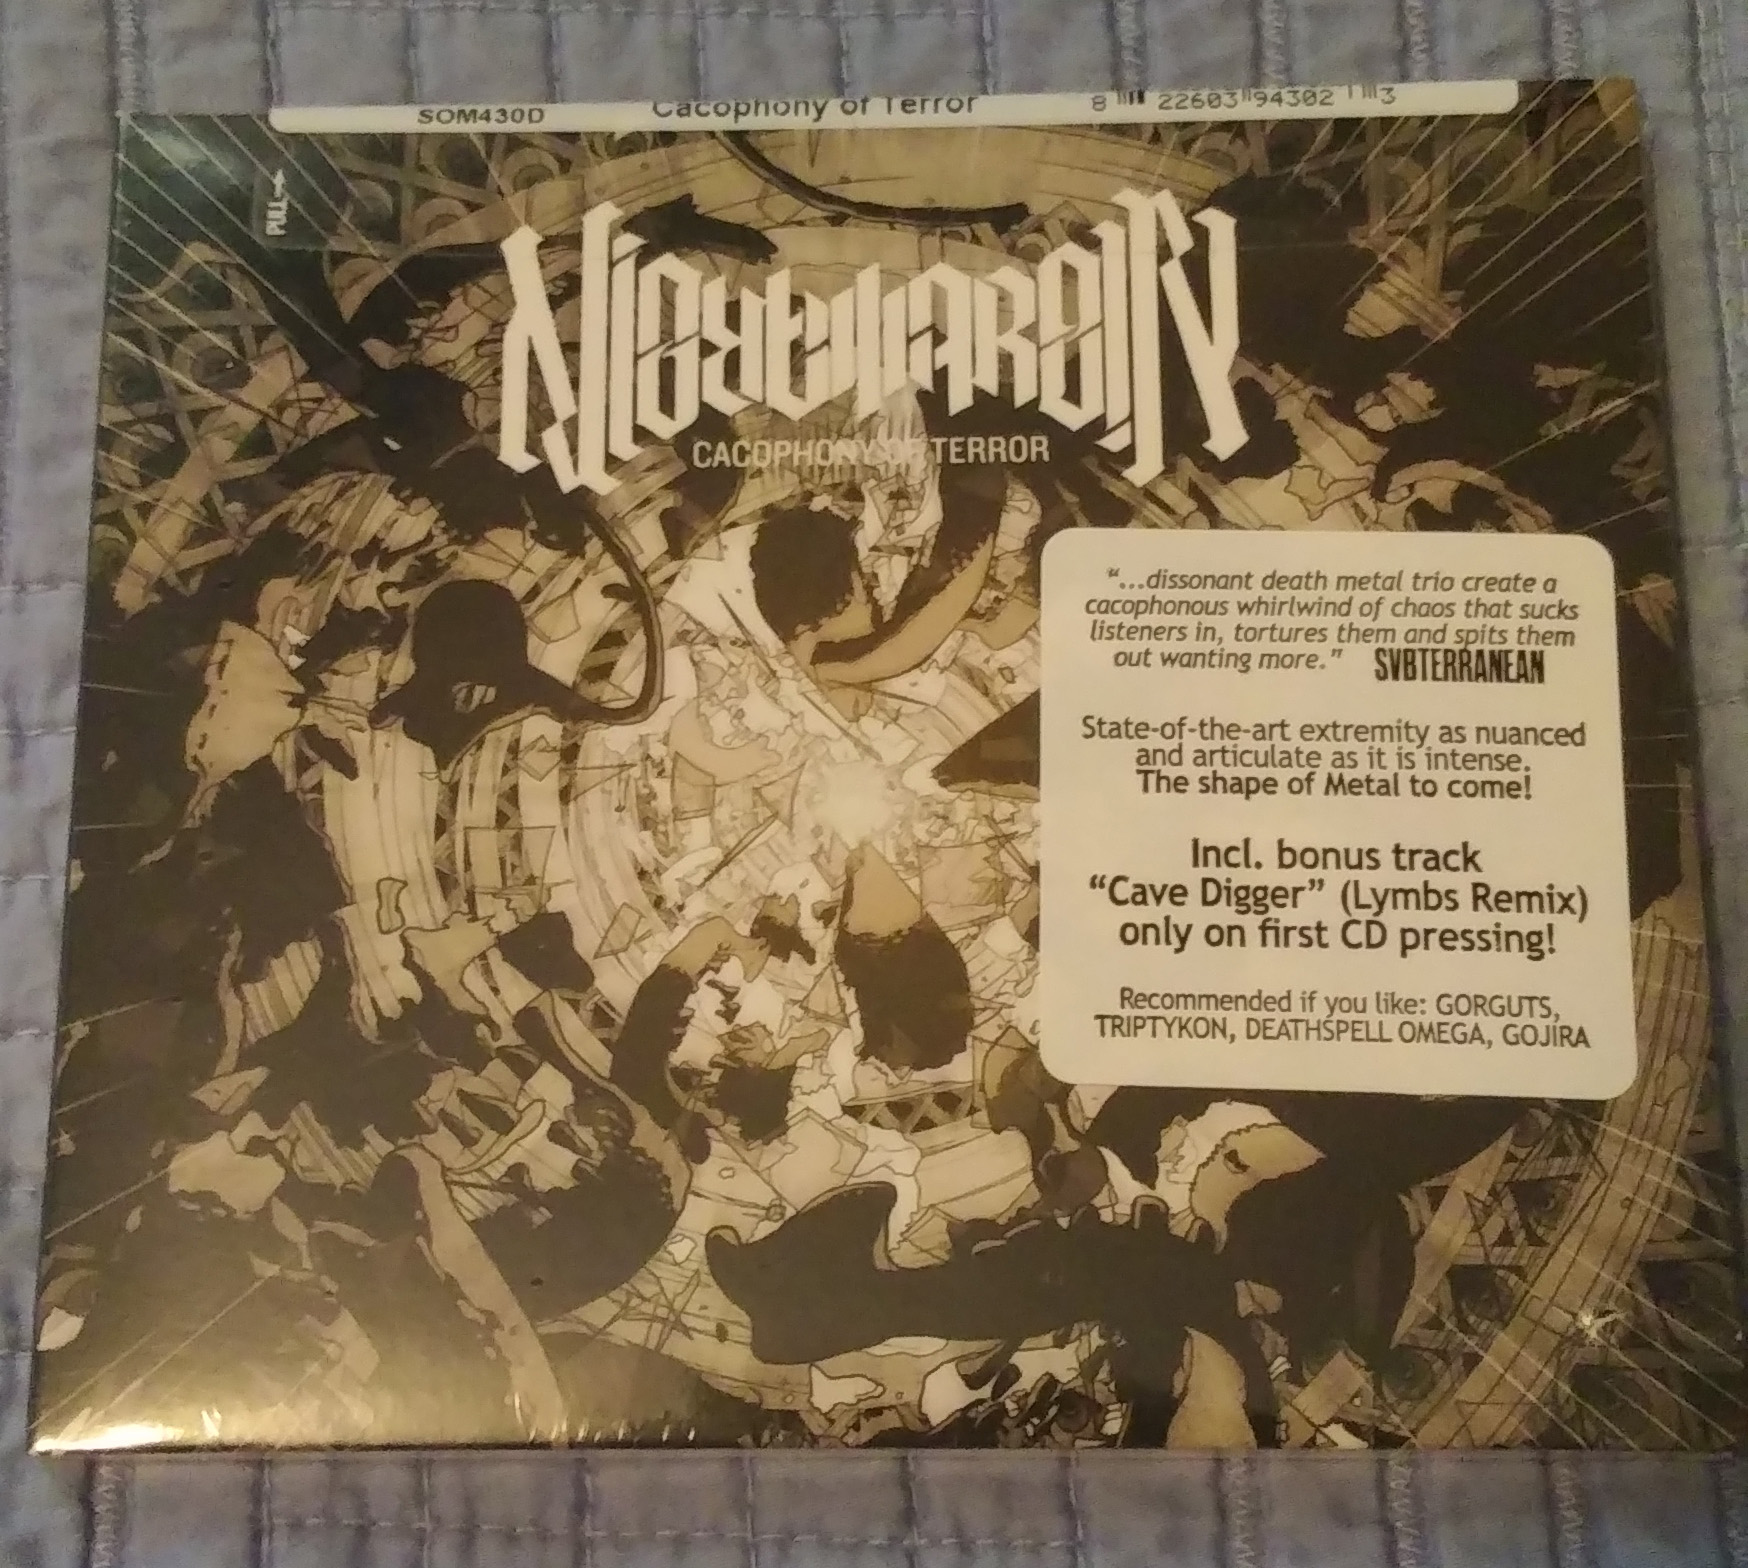 SOM430D Cacophony of Terror 8 22603 94302 3
PULL
NIGHTMARER
CACOPHONY OF TERROR
“...dissonant death metal trio create a
cacophonous whirlwind of chaos that sucks
listeners in, tortures them and spits them
out wanting more.” SVBTERRANEAN
State-of-the-art extremity as nuanced
and articulate as it is intense.
The shape of Metal to come!
Incl. bonus track
“Cave Digger” (Lymbs Remix)
only on first CD pressing!
Recommended if you like: GORGUTS,
TRIPTYKON, DEATHSPELL OMEGA, GOJIRA